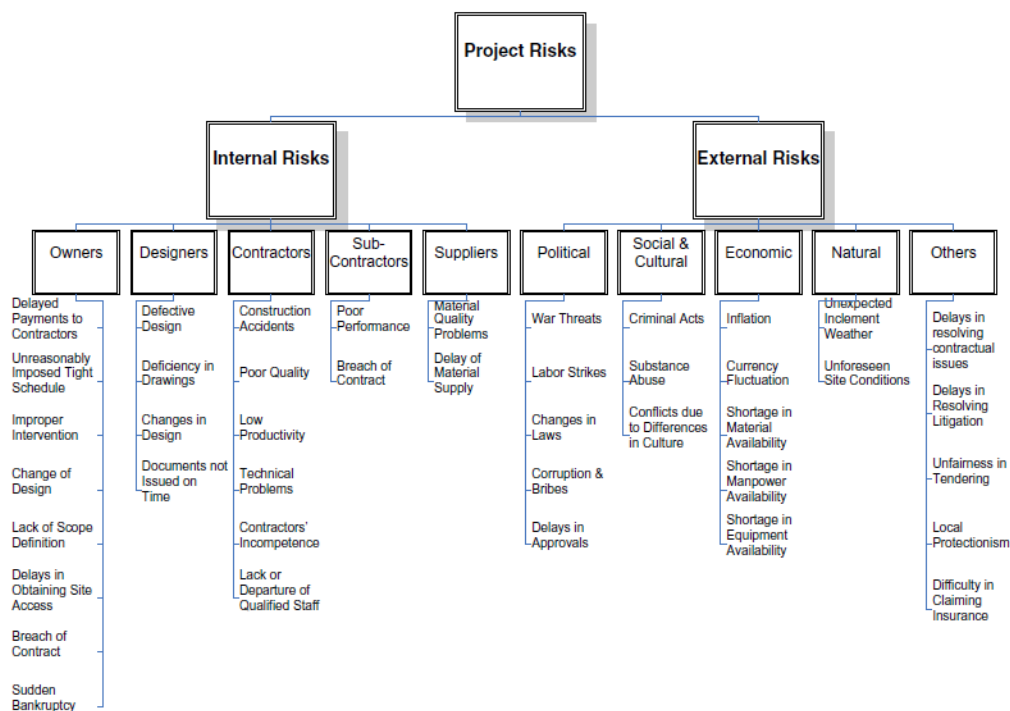 Project Risks
Internal Risks
External Risks
Owners
Designers
Contractors
Sub-
Contractors
Suppliers
Political
Social &
Cultural
Economic
Natural
Others
Delayed
Payments to
Contractors
Unreasonably
Imposed Tight
Schedule
Improper
Intervention
Change of
Design
Lack of Scope
Definition
Delays in
Obtaining Site
Access
Breach of
Contract
Sudden
Bankruptcy
Defective
Design
Deficiency in
Drawings
Changes in
Design
Documents not
Issued on
Time
Construction
Accidents
Poor Quality
Low
Productivity
Technical
Problems
Contractors'
Incompetence
Lack or
Departure of
Qualified Staff
Poor
Performance
Breach of
Contract
Material
Quality
Problems
Delay of
Material
Supply
War Threats
Labor Strikes
Changes in
Laws
Corruption &
Bribes
Delays in
Approvals
Criminal Acts
Substance
Abuse
Conflicts due
to Differences
in Culture
Inflation
Currency
Fluctuation
Shortage in
Material
Availability
Shortage in
Manpower
Availability
Shortage in
Equipment
Availability
Unexpected
Inclement
Weather
Unforeseen
Site Conditions
Delays in
resolving
contractual
issues
Delays in
Resolving
Litigation
Unfairness in
Tendering
Local
Protectionism
Difficulty in
Claiming
Insurance